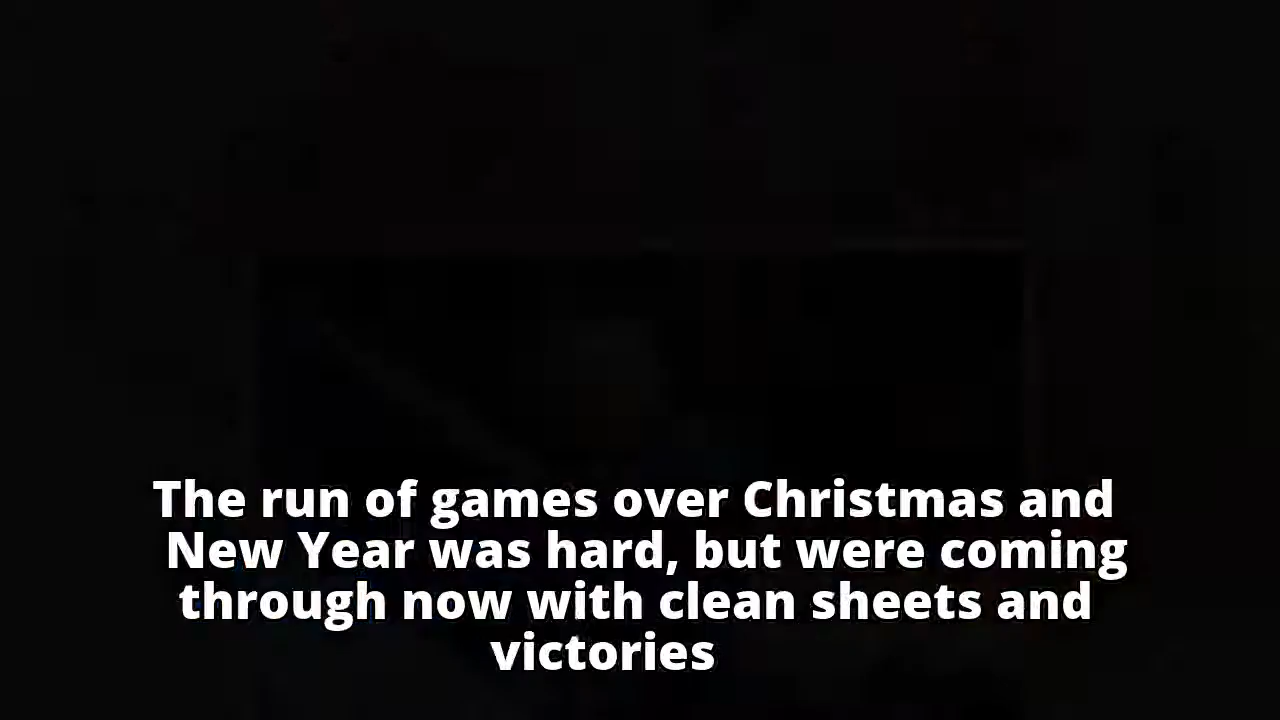 The run of games over Christmas and
New Year was hard, but were coming
through now with clean sheets and
victories